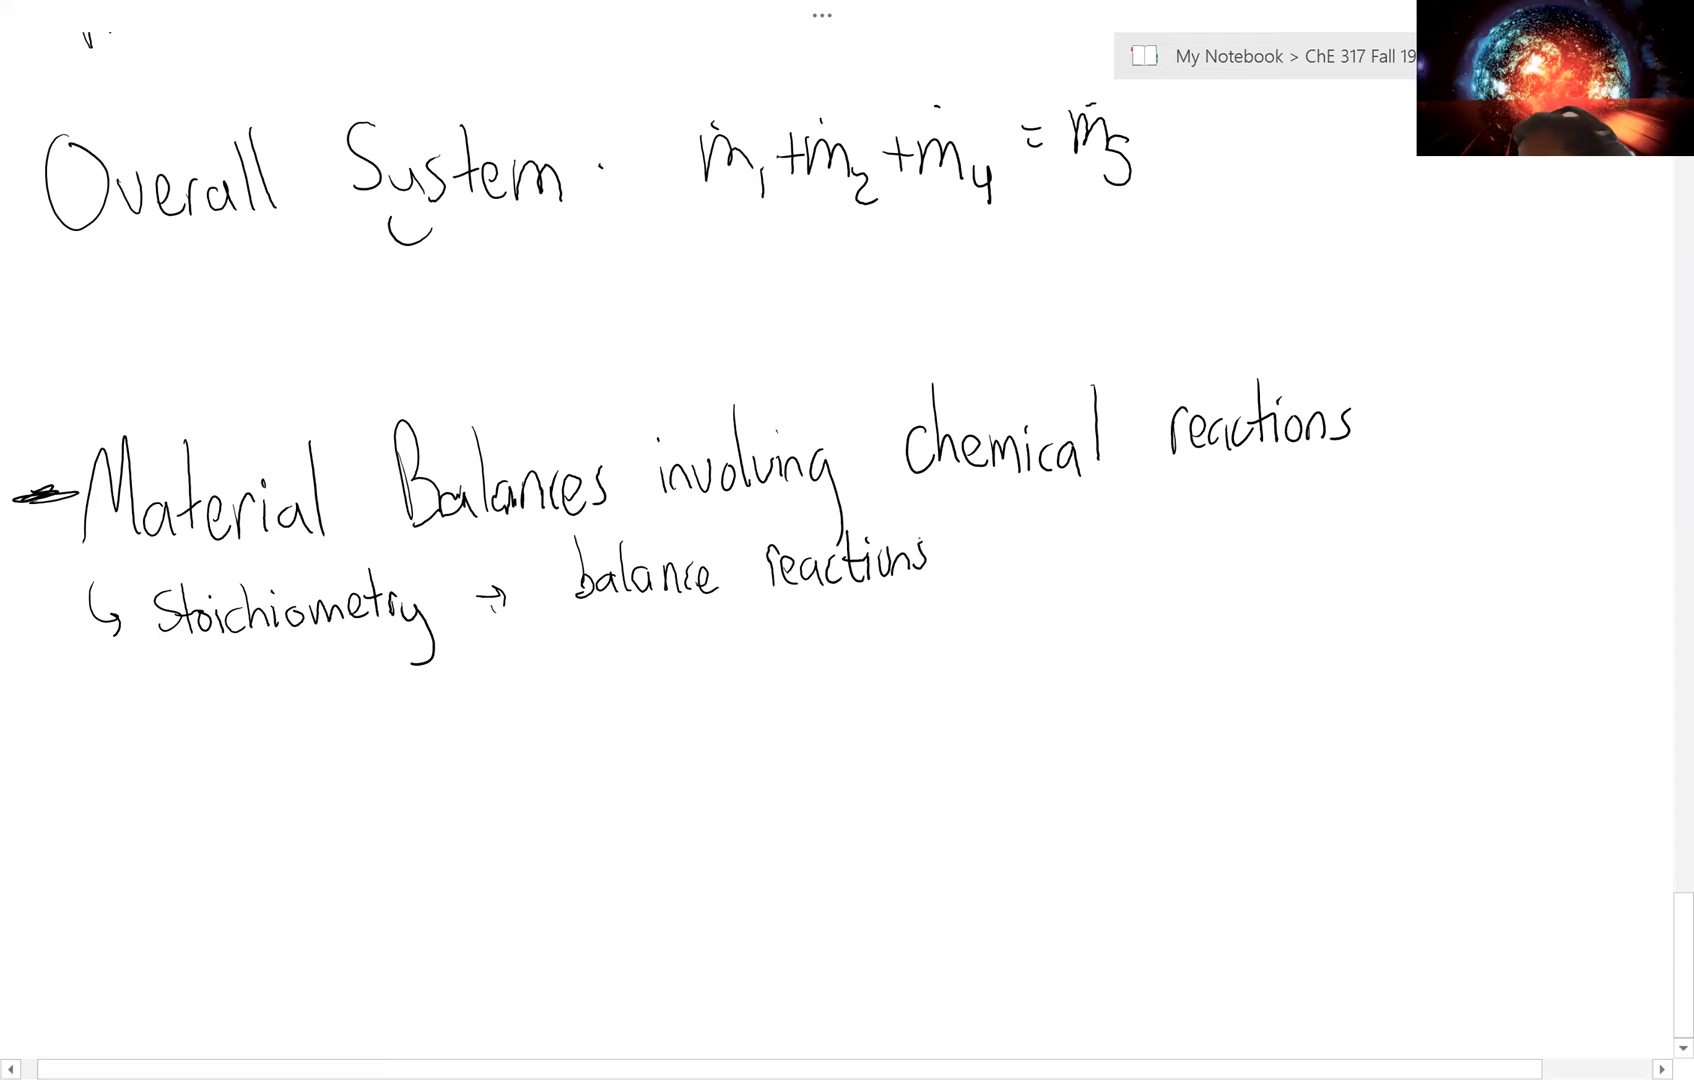 My Notebook > ChE 317 Fall 19
Overall System. ṁ₁+ṁ₂+ṁ₄ = ṁ₅
Material Balances involving chemical reactions
↳ Stoichiometry → balance reactions